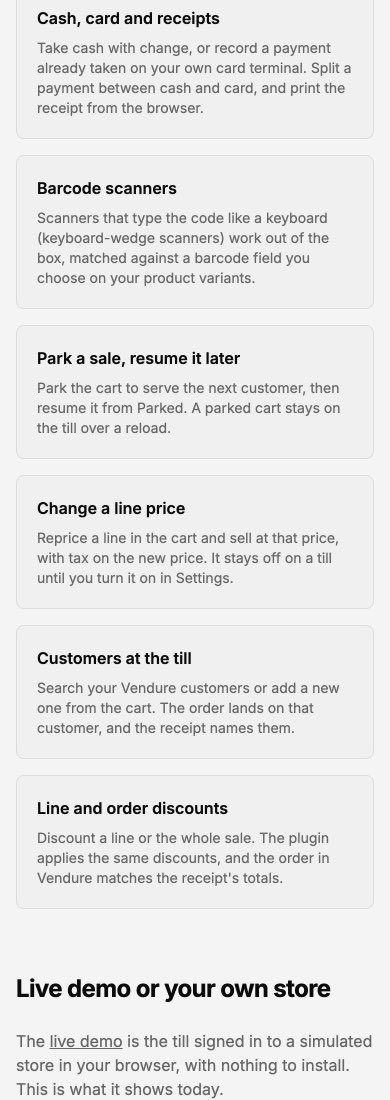 Cash, card and receipts
Take cash with change, or record a payment
already taken on your own card terminal. Split a
payment between cash and card, and print the
receipt from the browser.
Barcode scanners
Scanners that type the code like a keyboard
(keyboard-wedge scanners) work out of the
box, matched against a barcode field you
choose on your product variants.
Park a sale, resume it later
Park the cart to serve the next customer, then
resume it from Parked. A parked cart stays on
the till over a reload.
Change a line price
Reprice a line in the cart and sell at that price,
with tax on the new price. It stays off on a till
until you turn it on in Settings.
Customers at the till
Search your Vendure customers or add a new
one from the cart. The order lands on that
customer, and the receipt names them.
Line and order discounts
Discount a line or the whole sale. The plugin
applies the same discounts, and the order in
Vendure matches the receipt's totals.
Live demo or your own store
The live demo is the till signed in to a simulated
store in your browser, with nothing to install.
This is what it shows today.